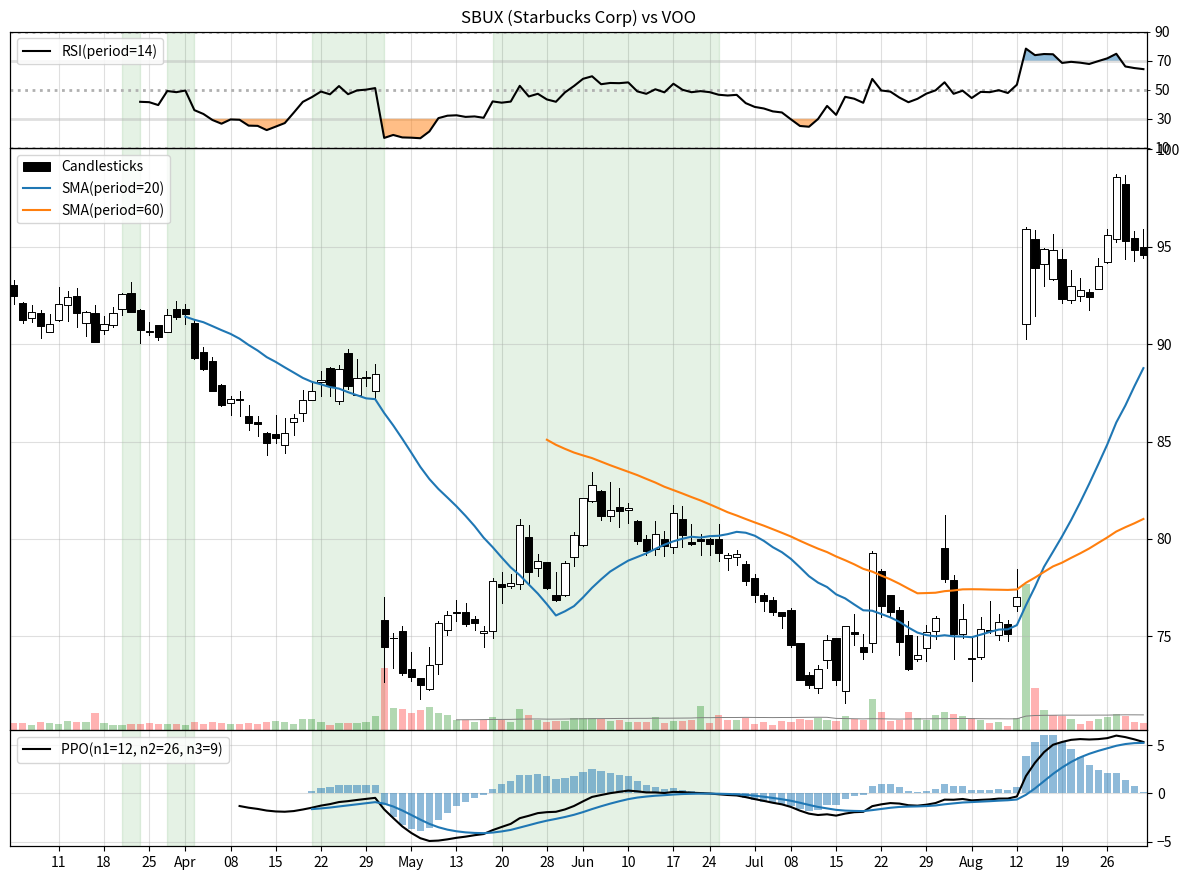 SBUX (Starbucks Corp) vs VOO
RSI(period=14)
90
70
50
30
10
Candlesticks
SMA(period=20)
SMA(period=60)
100
95
90
85
80
75
PPO(n1=12, n2=26, n3=9)
5
0
−5
11 18 25 Apr 08 15 22 29 May 13 20 28 Jun 10 17 24 Jul 08 15 22 29 Aug 12 19 26